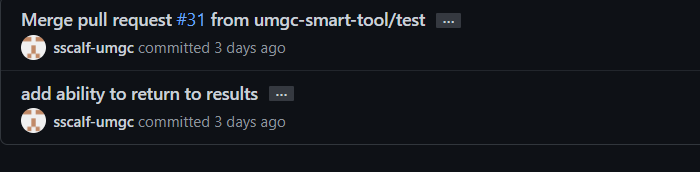 Merge pull request #31 from umgc-smart-tool/test ...
sscalf-umgc committed 3 days ago
add ability to return to results ...
sscalf-umgc committed 3 days ago